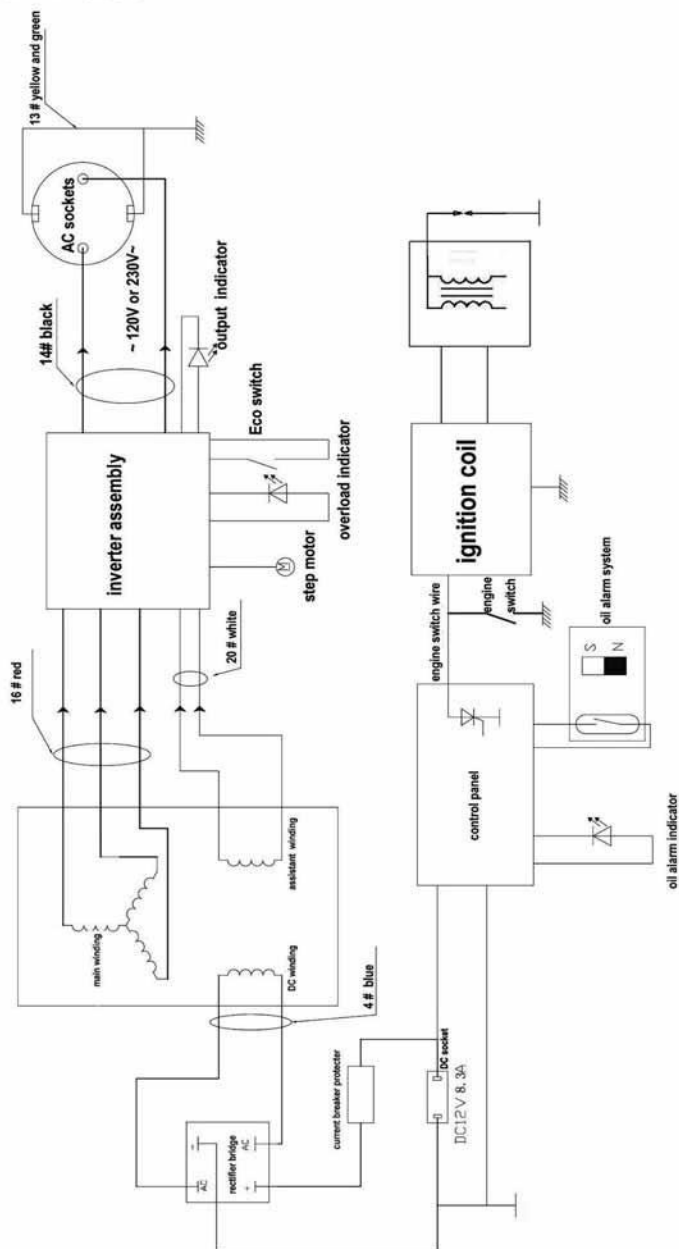 13 # yellow and green
AC sockets
14# black
~ 120V or 230V~
output indicator
Eco switch
overload indicator
inverter assembly
step motor
16 # red
20 # white
main winding
assistant winding
DC winding
4 # blue
AC
rectifier bridge
AC
+
current breaker protecter
DC socket
DC12V 8.3A
ignition coil
engine switch wire
engine
switch
oil alarm system
S
N
control panel
oil alarm indicator
M